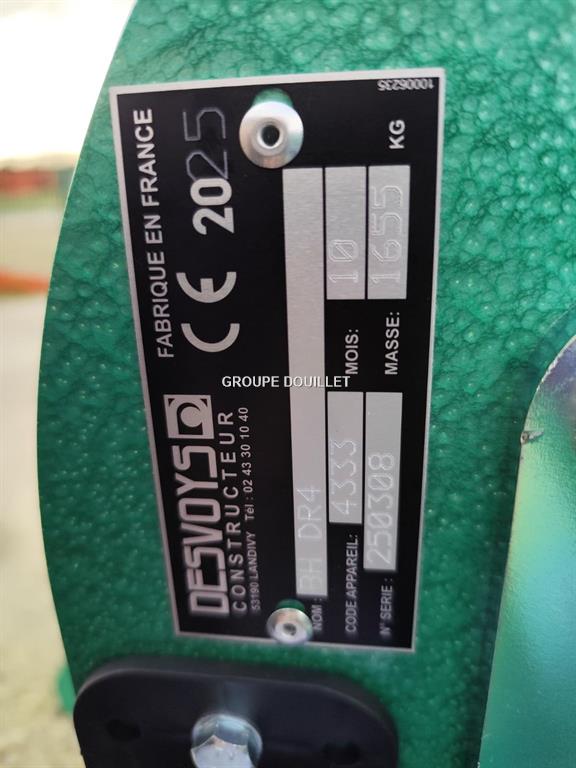 DESVOYS
CONSTRUCTEUR
53190 LANDIVY Tél : 02 43 30 10 40
FABRIQUE EN FRANCE
CE 2025
NOM : BH DR4
CODE APPAREIL: 4333 MOIS: 10
N° SERIE : 250308 MASSE: 1655 KG
10006235
GROUPE DOUILLET